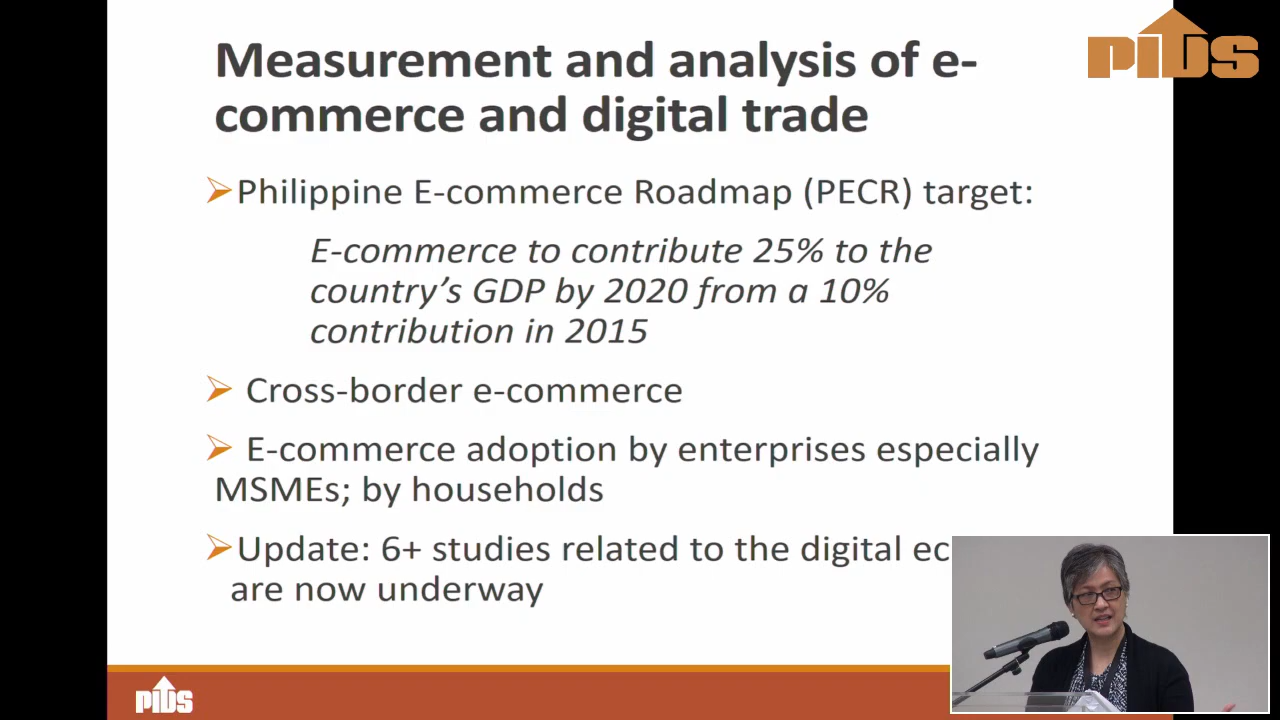 PIDS
Measurement and analysis of e-
commerce and digital trade
Philippine E-commerce Roadmap (PECR) target:
E-commerce to contribute 25% to the
country's GDP by 2020 from a 10%
contribution in 2015
Cross-border e-commerce
E-commerce adoption by enterprises especially
MSMEs; by households
Update: 6+ studies related to the digital
are now underway
PIDS